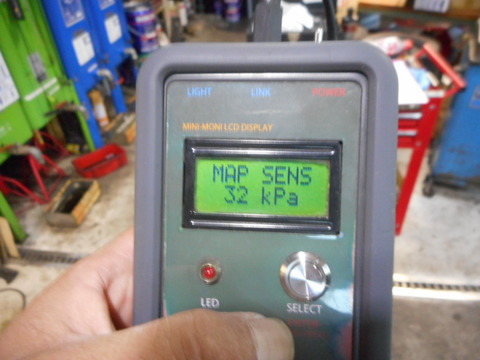 LIGHT LINK POWER
MINI-MONI LCD DISPLAY
MAP SENS
32 kPa
LED SELECT